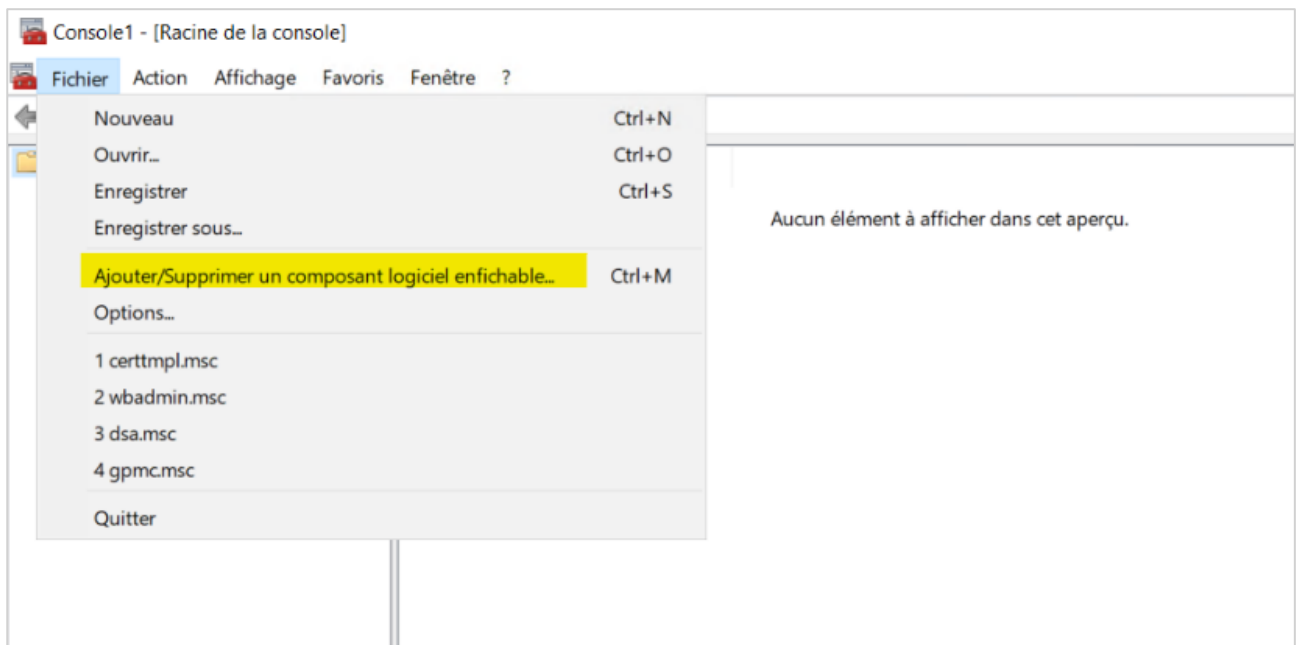 Console1 - [Racine de la console]
Fichier Action Affichage Favoris Fenêtre ?
Nouveau Ctrl+N
Ouvrir... Ctrl+O
Enregistrer Ctrl+S
Enregistrer sous...
Aucun élément à afficher dans cet aperçu.
Ajouter/Supprimer un composant logiciel enfichable... Ctrl+M
Options...
1 certtmpl.msc
2 wbadmin.msc
3 dsa.msc
4 gpmc.msc
Quitter